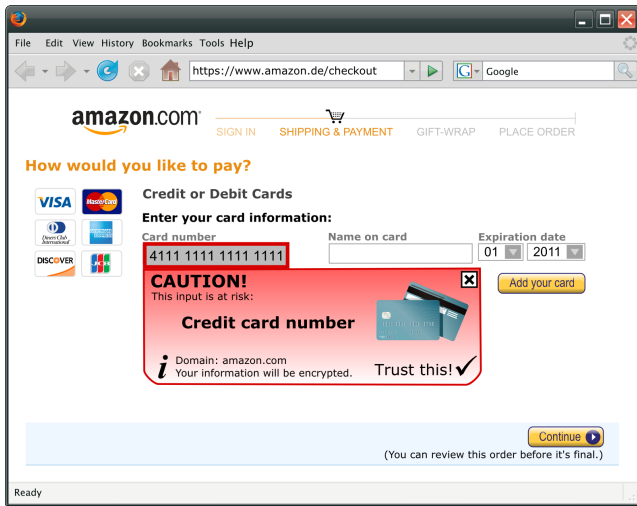 File Edit View History Bookmarks Tools Help
https://www.amazon.de/checkout
G Google
amazon.com
SIGN IN SHIPPING & PAYMENT GIFT-WRAP PLACE ORDER
How would you like to pay?
VISA MasterCard
Diners Club International
DISCOVER JCB
Credit or Debit Cards
Enter your card information:
Card number Name on card Expiration date
4111 1111 1111 1111 01 2011
Add your card
CAUTION!
This input is at risk:
Credit card number
i Domain: amazon.com
Your information will be encrypted.
Trust this!
Continue
(You can review this order before it's final.)
Ready